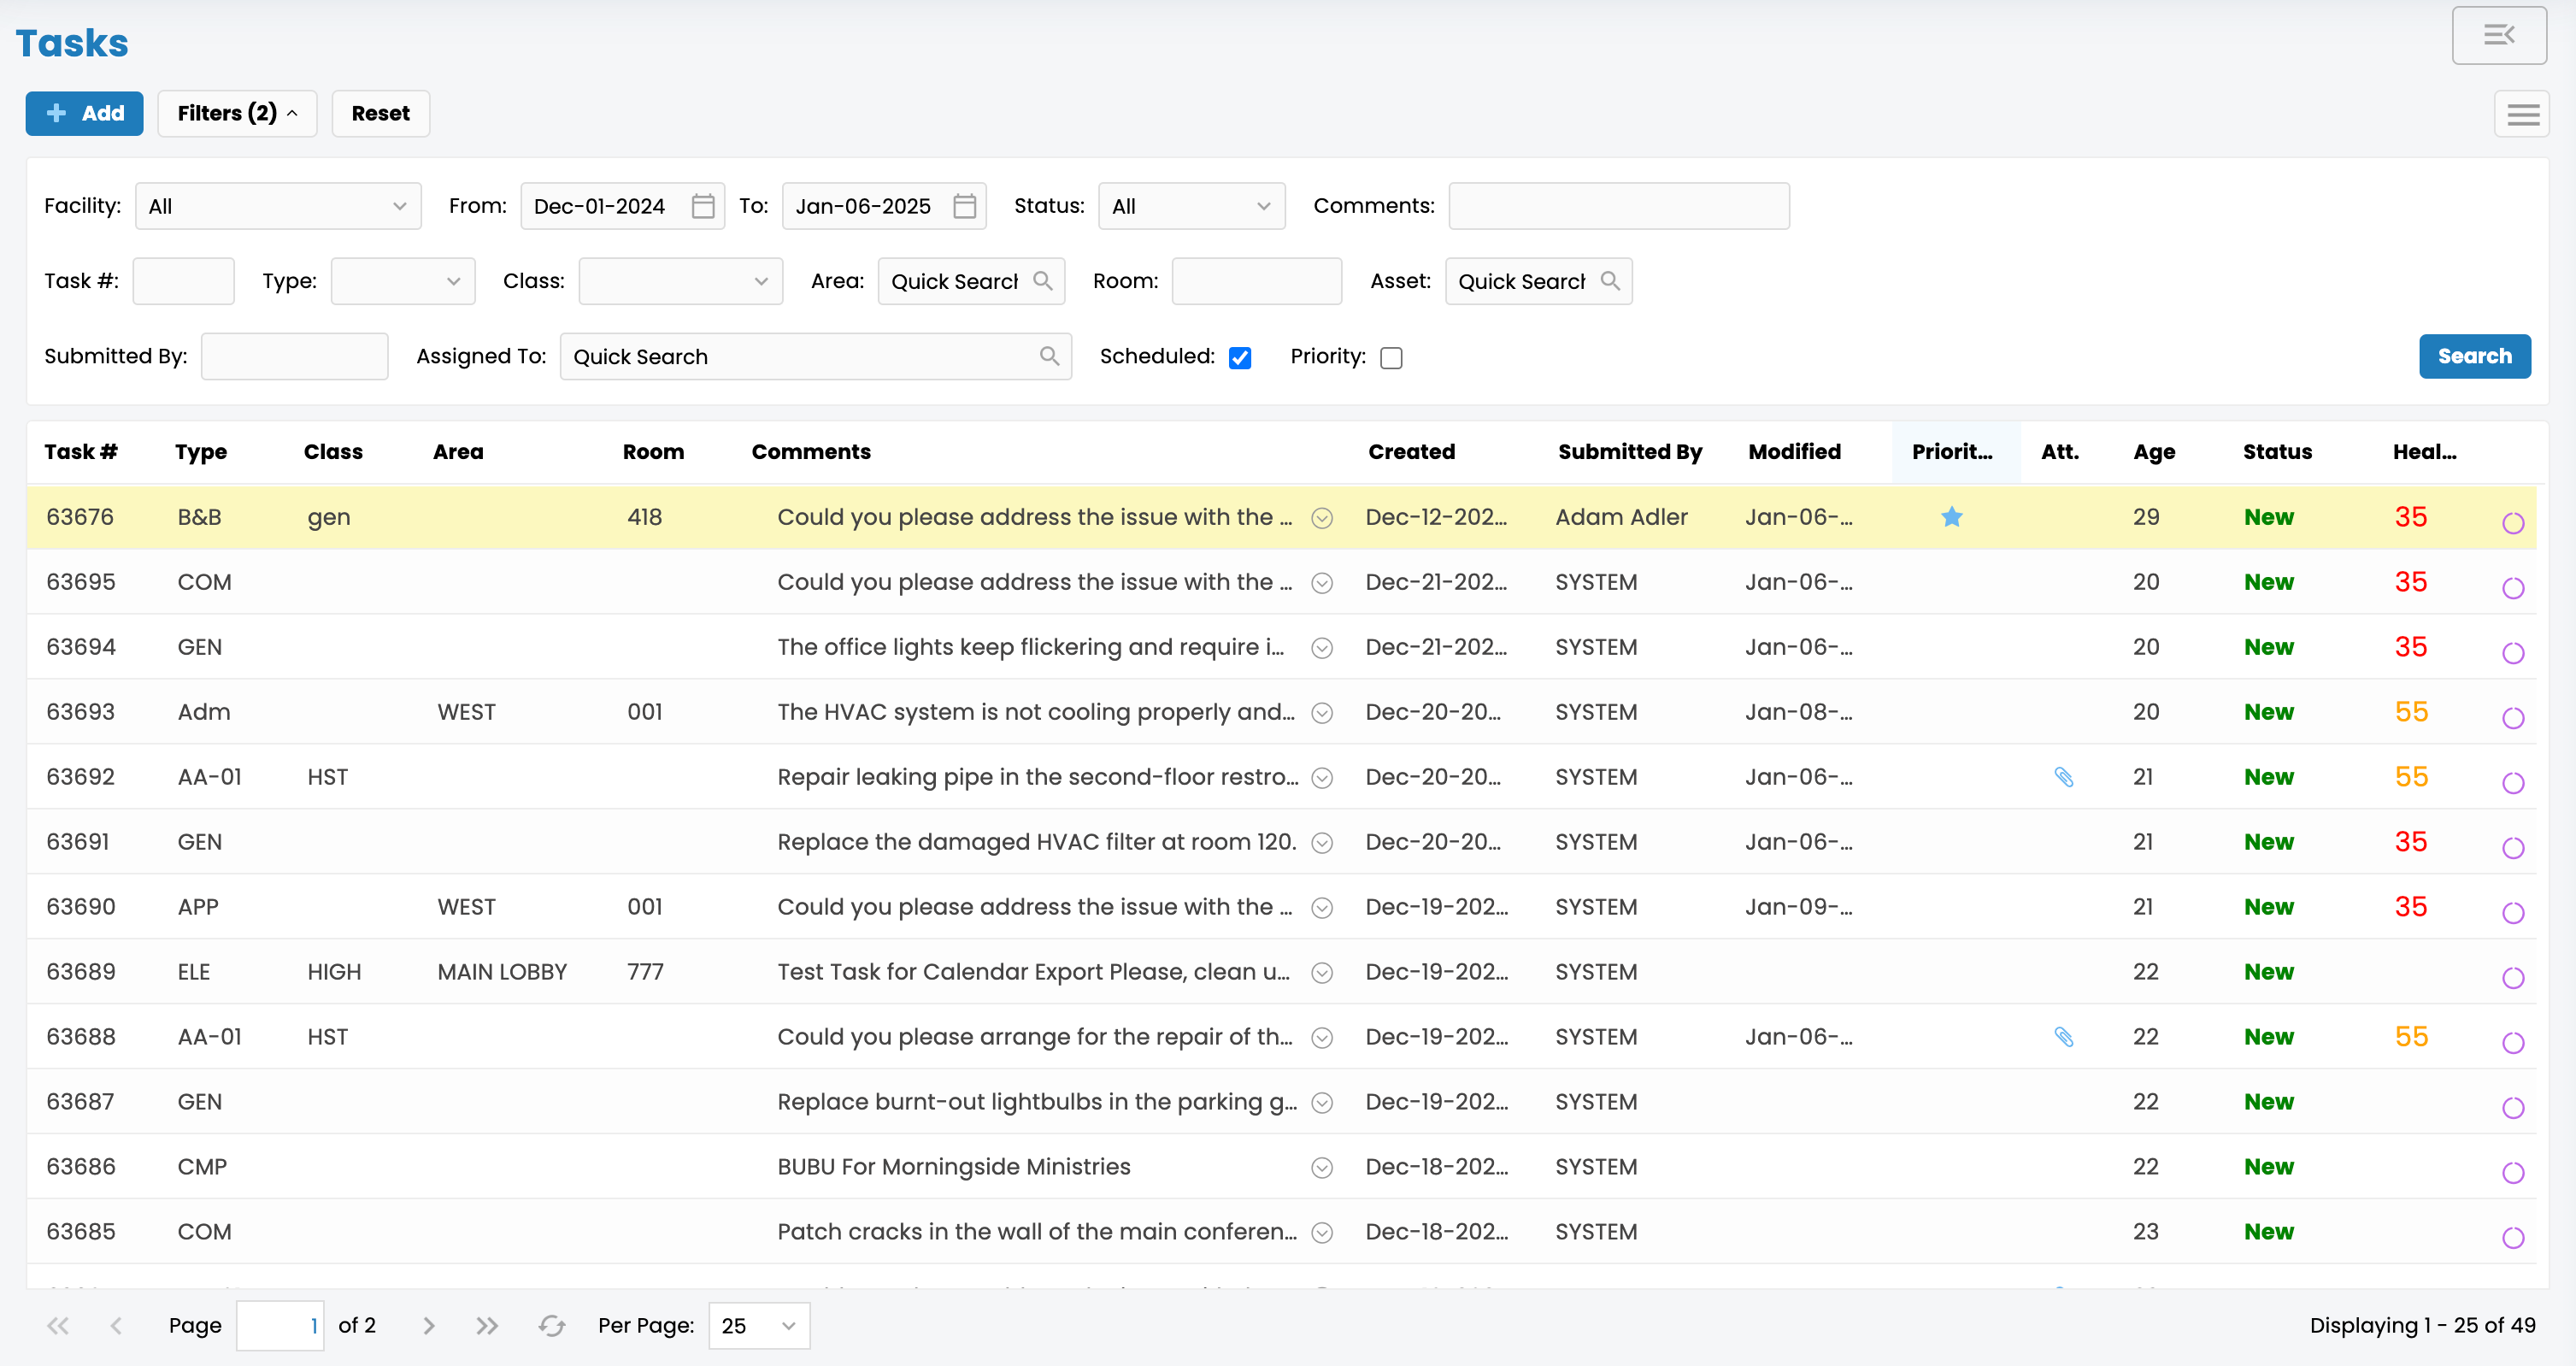 Tasks
Add Filters (2) Reset
Facility: All From: Dec-01-2024 To: Jan-06-2025 Status: All Comments:
Task #: Type: Class: Area: Quick Search Room: Asset: Quick Search
Submitted By: Assigned To: Quick Search Scheduled: Priority: Search
Task # Type Class Area Room Comments Created Submitted By Modified Priorit... Att. Age Status Heal...
63676 B&B gen 418 Could you please address the issue with the ... Dec-12-202... Adam Adler Jan-06-... 29 New 35
63695 COM Could you please address the issue with the ... Dec-21-202... SYSTEM Jan-06-... 20 New 35
63694 GEN The office lights keep flickering and require i... Dec-21-202... SYSTEM Jan-06-... 20 New 35
63693 Adm WEST 001 The HVAC system is not cooling properly and... Dec-20-20... SYSTEM Jan-08-... 20 New 55
63692 AA-01 HST Repair leaking pipe in the second-floor restro... Dec-20-20... SYSTEM Jan-06-... 21 New 55
63691 GEN Replace the damaged HVAC filter at room 120. Dec-20-20... SYSTEM Jan-06-... 21 New 35
63690 APP WEST 001 Could you please address the issue with the ... Dec-19-202... SYSTEM Jan-09-... 21 New 35
63689 ELE HIGH MAIN LOBBY 777 Test Task for Calendar Export Please, clean u... Dec-19-202... SYSTEM 22 New
63688 AA-01 HST Could you please arrange for the repair of th... Dec-19-202... SYSTEM Jan-06-... 22 New 55
63687 GEN Replace burnt-out lightbulbs in the parking g... Dec-19-202... SYSTEM 22 New
63686 CMP BUBU For Morningside Ministries Dec-18-202... SYSTEM 22 New
63685 COM Patch cracks in the wall of the main conferen... Dec-18-202... SYSTEM 23 New
Page 1 of 2 Per Page: 25 Displaying 1 - 25 of 49